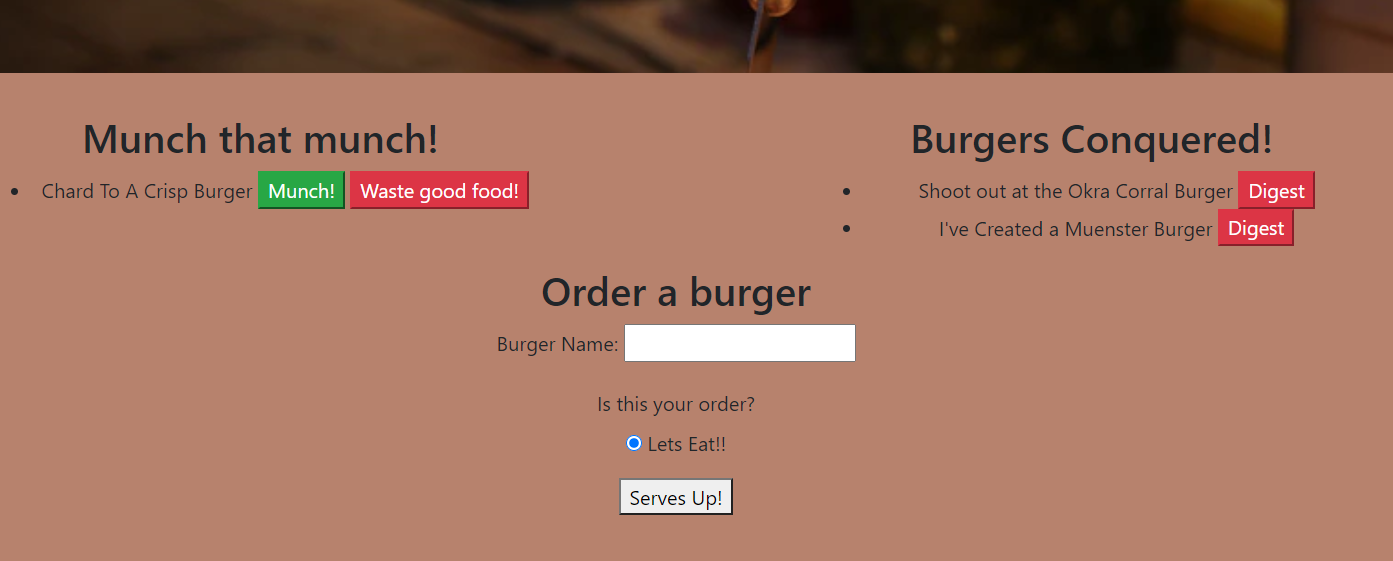 Munch that munch!
Chard To A Crisp Burger Munch! Waste good food!
Burgers Conquered!
Shoot out at the Okra Corral Burger Digest
I've Created a Muenster Burger Digest
Order a burger
Burger Name:
Is this your order?
Lets Eat!!
Serves Up!